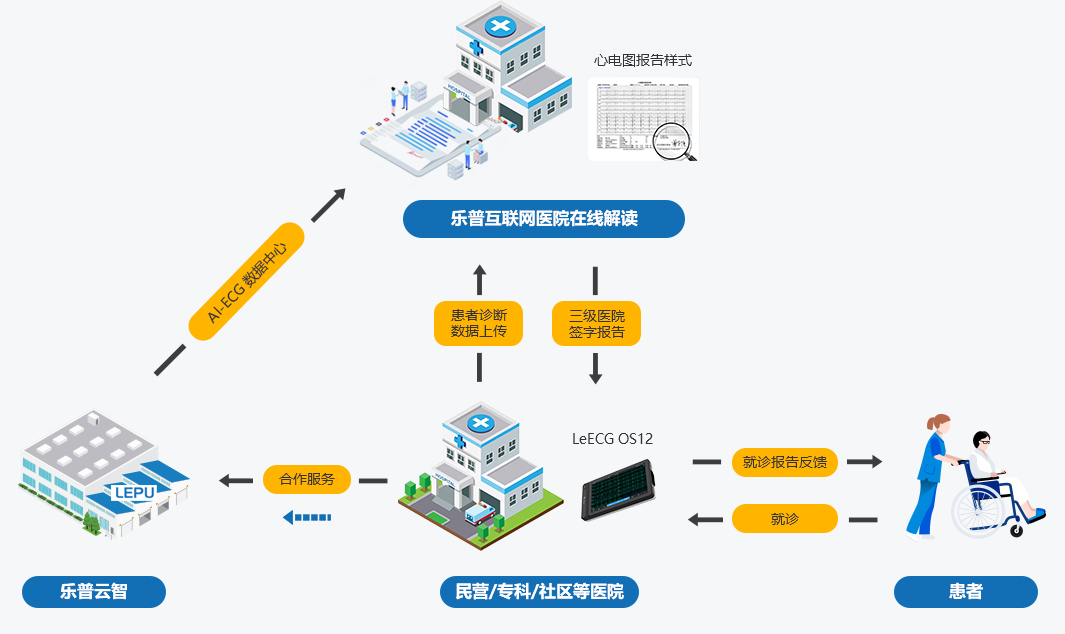 心电图报告样式
HOSPITAL
乐普互联网医院在线解读
AI-ECG 数据中心
患者诊断
数据上传
三级医院
签字报告
LeECG OS12
LEPU
HOSPITAL
合作服务
就诊报告反馈
就诊
乐普云智
民营/专科/社区等医院
患者